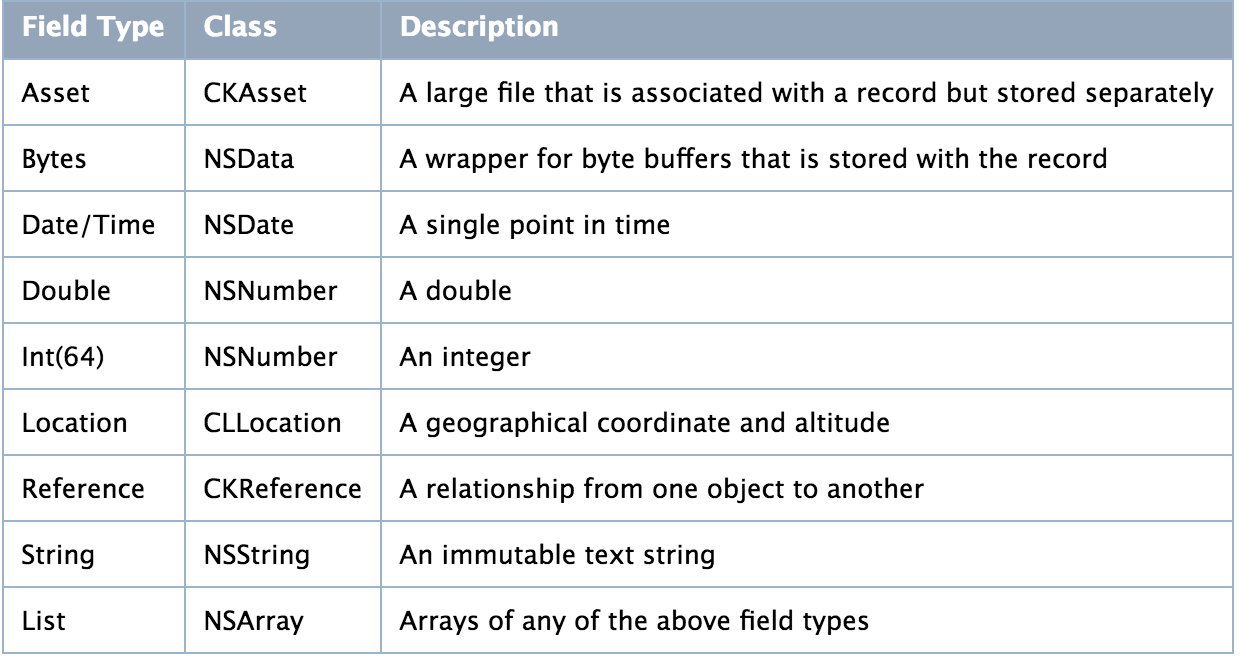 Field Type Class Description
Asset CKAsset A large file that is associated with a record but stored separately
Bytes NSData A wrapper for byte buffers that is stored with the record
Date/Time NSDate A single point in time
Double NSNumber A double
Int(64) NSNumber An integer
Location CLLocation A geographical coordinate and altitude
Reference CKReference A relationship from one object to another
String NSString An immutable text string
List NSArray Arrays of any of the above field types